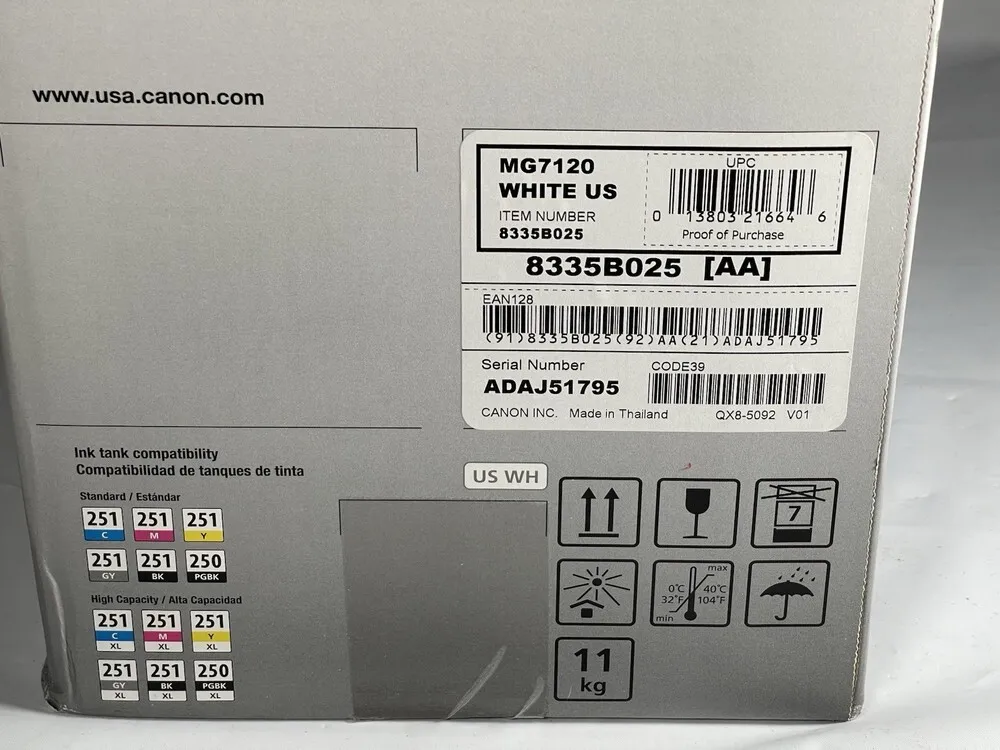 www.usa.canon.com
MG7120
WHITE US
ITEM NUMBER
8335B025
UPC
0 13803 21664 6
Proof of Purchase
8335B025 [AA]
EAN128
(91)8335B025(92)AA(21)ADAJ51795
Serial Number
ADAJ51795
CODE39
CANON INC. Made in Thailand QX8-5092 V01
Ink tank compatibility
Compatibilidad de tanques de tinta
US WH
Standard / Estándar
251 251 251
C M Y
251 251 250
GY BK PGBK
High Capacity / Alta Capacidad
251 251 251
C M Y
XL XL XL
251 251 250
GY BK PGBK
XL XL XL
7
max
0°C 40°C
32°F 104°F
min
11
kg